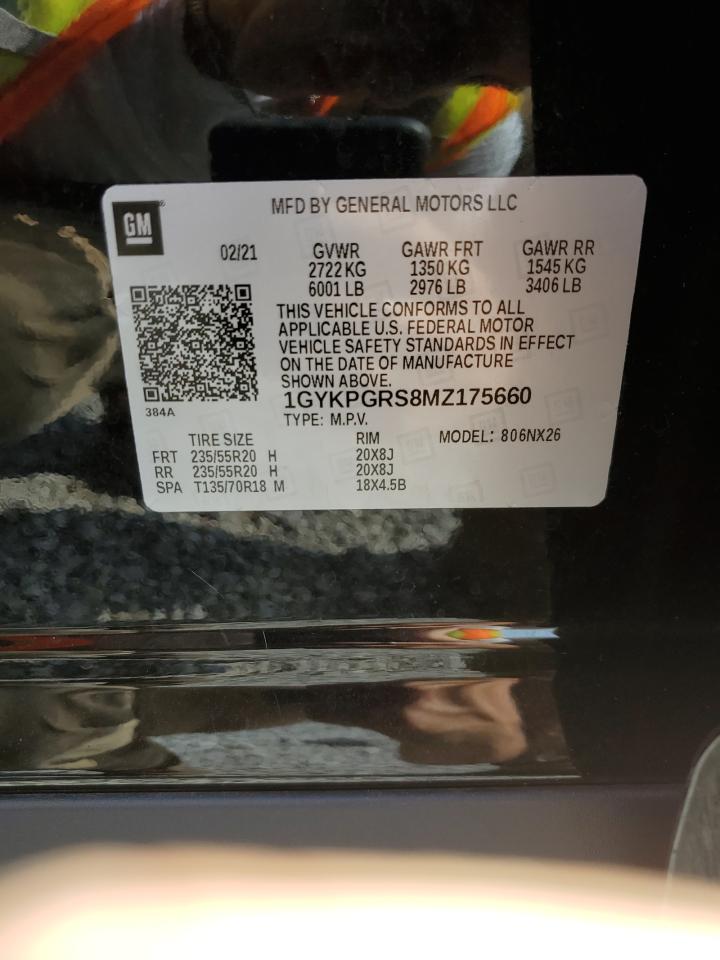 GM
MFD BY GENERAL MOTORS LLC
02/21 GVWR GAWR FRT GAWR RR
2722 KG 1350 KG 1545 KG
6001 LB 2976 LB 3406 LB
THIS VEHICLE CONFORMS TO ALL
APPLICABLE U.S. FEDERAL MOTOR
VEHICLE SAFETY STANDARDS IN EFFECT
ON THE DATE OF MANUFACTURE
SHOWN ABOVE.
384A
1GYKPGRS8MZ175660
TYPE: M.P.V.
TIRE SIZE RIM MODEL: 806NX26
FRT 235/55R20 H 20X8J
RR 235/55R20 H 20X8J
SPA T135/70R18 M 18X4.5B